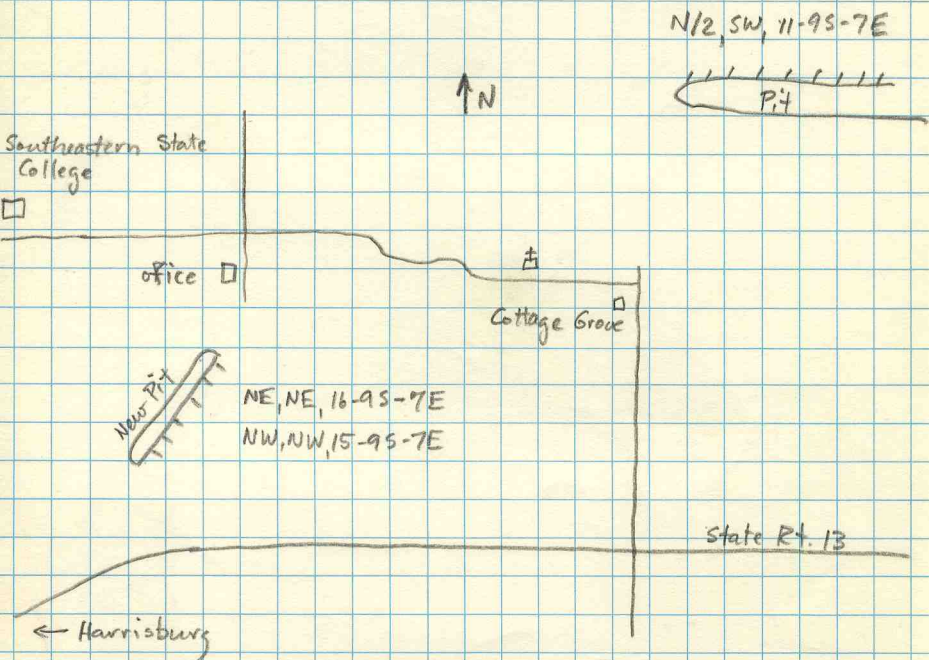 N/2, SW, 11-9S-7E
Pit
N
Southeastern State
College
office
Cottage Grove
New Pit
NE, NE, 16-9S-7E
NW, NW, 15-9S-7E
State Rt. 13
← Harrisburg